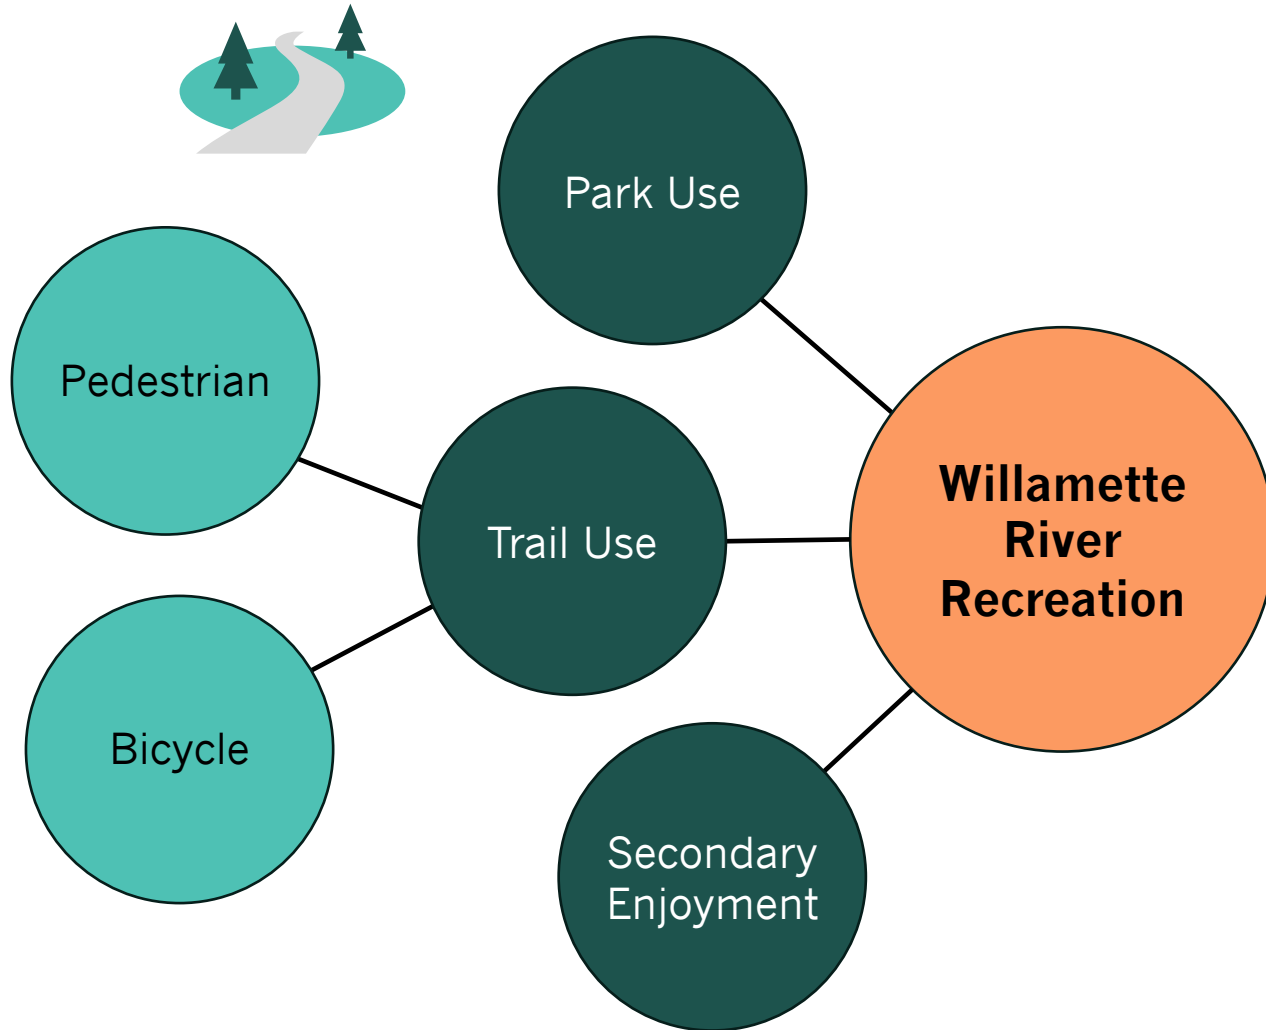 Park Use
Pedestrian
Trail Use
Willamette
River
Recreation
Bicycle
Secondary
Enjoyment